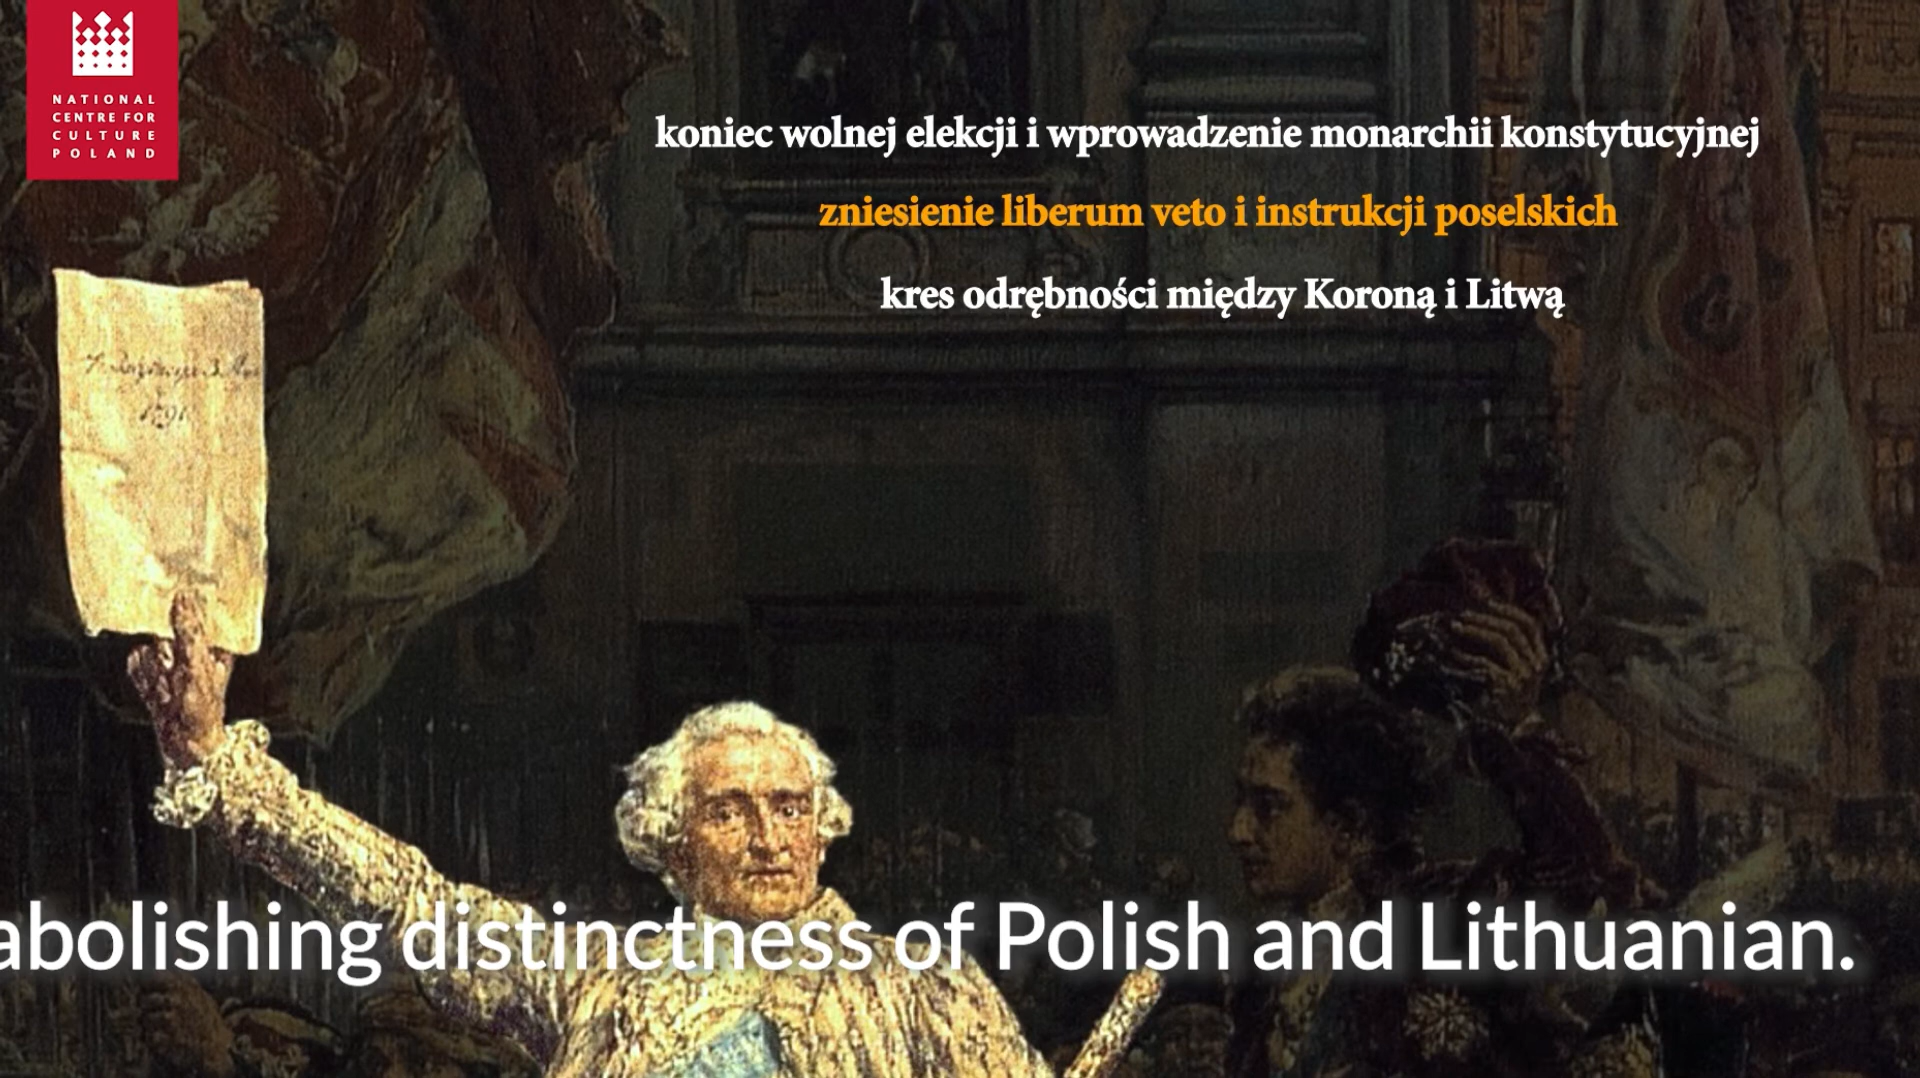 NATIONAL
CENTRE FOR
CULTURE
POLAND
koniec wolnej elekcji i wprowadzenie monarchii konstytucyjnej
zniesienie liberum veto i instrukcji poselskich
kres odrębności między Koroną i Litwą
1791
abolishing distinctness of Polish and Lithuanian.